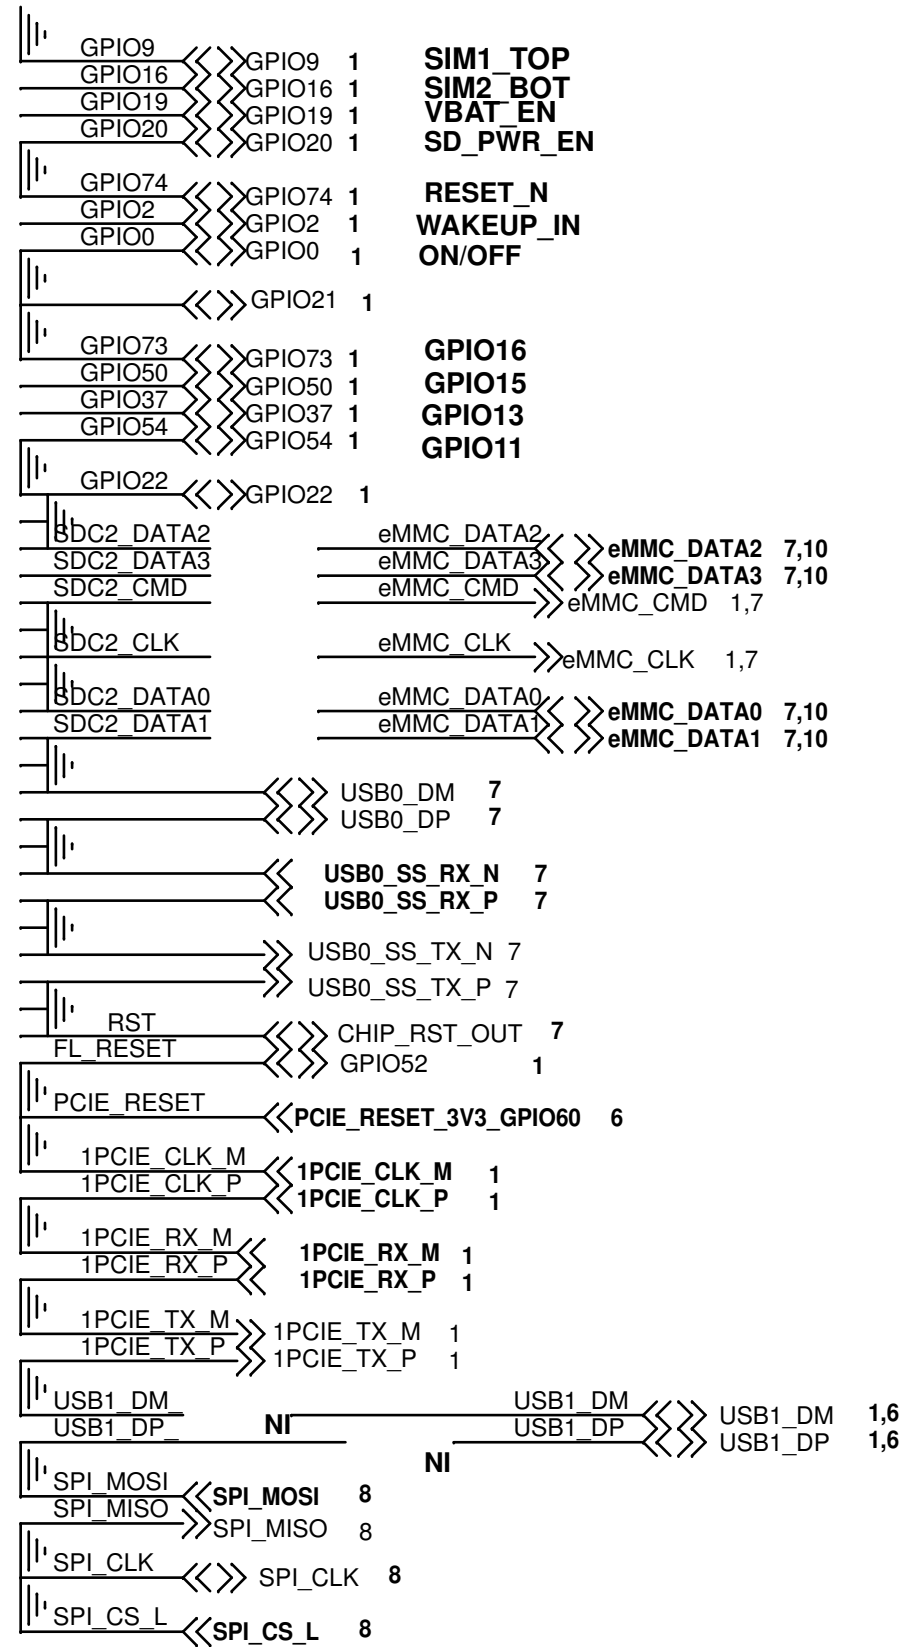 GPIO9 GPIO9 1 SIM1_TOP
GPIO16 GPIO16 1 SIM2_BOT
GPIO19 GPIO19 1 VBAT_EN
GPIO20 GPIO20 1 SD_PWR_EN
GPIO74 GPIO74 1 RESET_N
GPIO2 GPIO2 1 WAKEUP_IN
GPIO0 GPIO0 1 ON/OFF
GPIO21 1
GPIO73 GPIO73 1 GPIO16
GPIO50 GPIO50 1 GPIO15
GPIO37 GPIO37 1 GPIO13
GPIO54 GPIO54 1 GPIO11
GPIO22 GPIO22 1
SDC2_DATA2 eMMC_DATA2 eMMC_DATA2 7,10
SDC2_DATA3 eMMC_DATA3 eMMC_DATA3 7,10
SDC2_CMD eMMC_CMD eMMC_CMD 1,7
SDC2_CLK eMMC_CLK eMMC_CLK 1,7
SDC2_DATA0 eMMC_DATA0 eMMC_DATA0 7,10
SDC2_DATA1 eMMC_DATA1 eMMC_DATA1 7,10
USB0_DM 7
USB0_DP 7
USB0_SS_RX_N 7
USB0_SS_RX_P 7
USB0_SS_TX_N 7
USB0_SS_TX_P 7
RST CHIP_RST_OUT 7
FL_RESET GPIO52 1
PCIE_RESET PCIE_RESET_3V3_GPIO60 6
1PCIE_CLK_M 1PCIE_CLK_M 1
1PCIE_CLK_P 1PCIE_CLK_P 1
1PCIE_RX_M 1PCIE_RX_M 1
1PCIE_RX_P 1PCIE_RX_P 1
1PCIE_TX_M 1PCIE_TX_M 1
1PCIE_TX_P 1PCIE_TX_P 1
USB1_DM_ USB1_DM USB1_DM 1,6
USB1_DP_ NI USB1_DP USB1_DP 1,6
NI
SPI_MOSI SPI_MOSI 8
SPI_MISO SPI_MISO 8
SPI_CLK SPI_CLK 8
SPI_CS_L SPI_CS_L 8